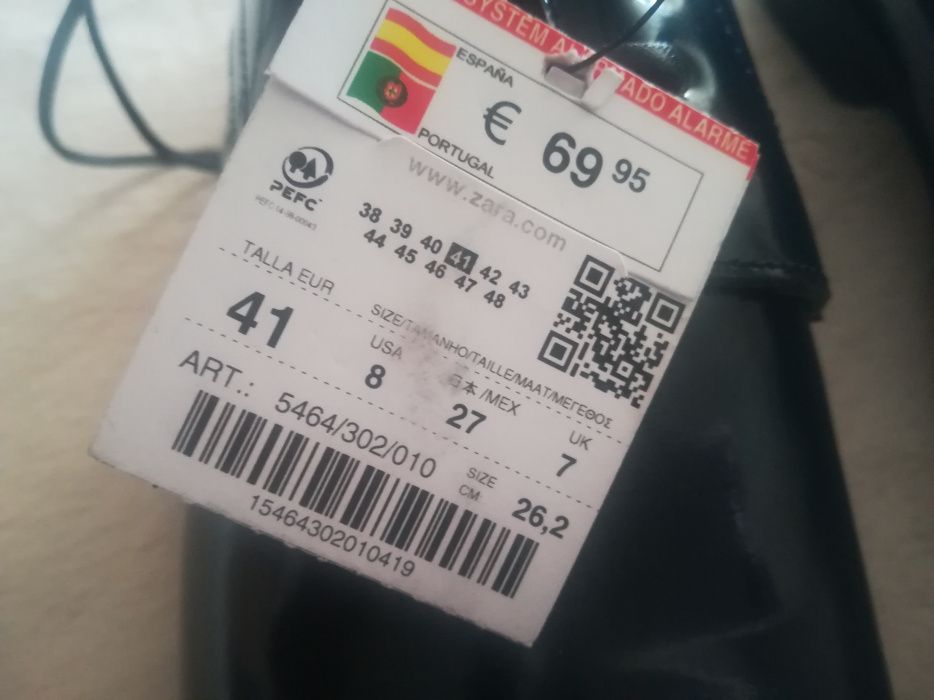 SYSTEM
ADO ALARME
ESPAÑA
PORTUGAL
€ 69 95
www.zara.com
PEFC
38 39 40 41 42 43
44 45 46 47 48
TALLA EUR
41
SIZE/TAMANHO/TAILLE/MAAT/ΜΕΓΕΘΟΣ
USA
8
日本/MEX
27
UK
7
ART.: 5464/302/010
SIZE
CM
26,2
15464302010419